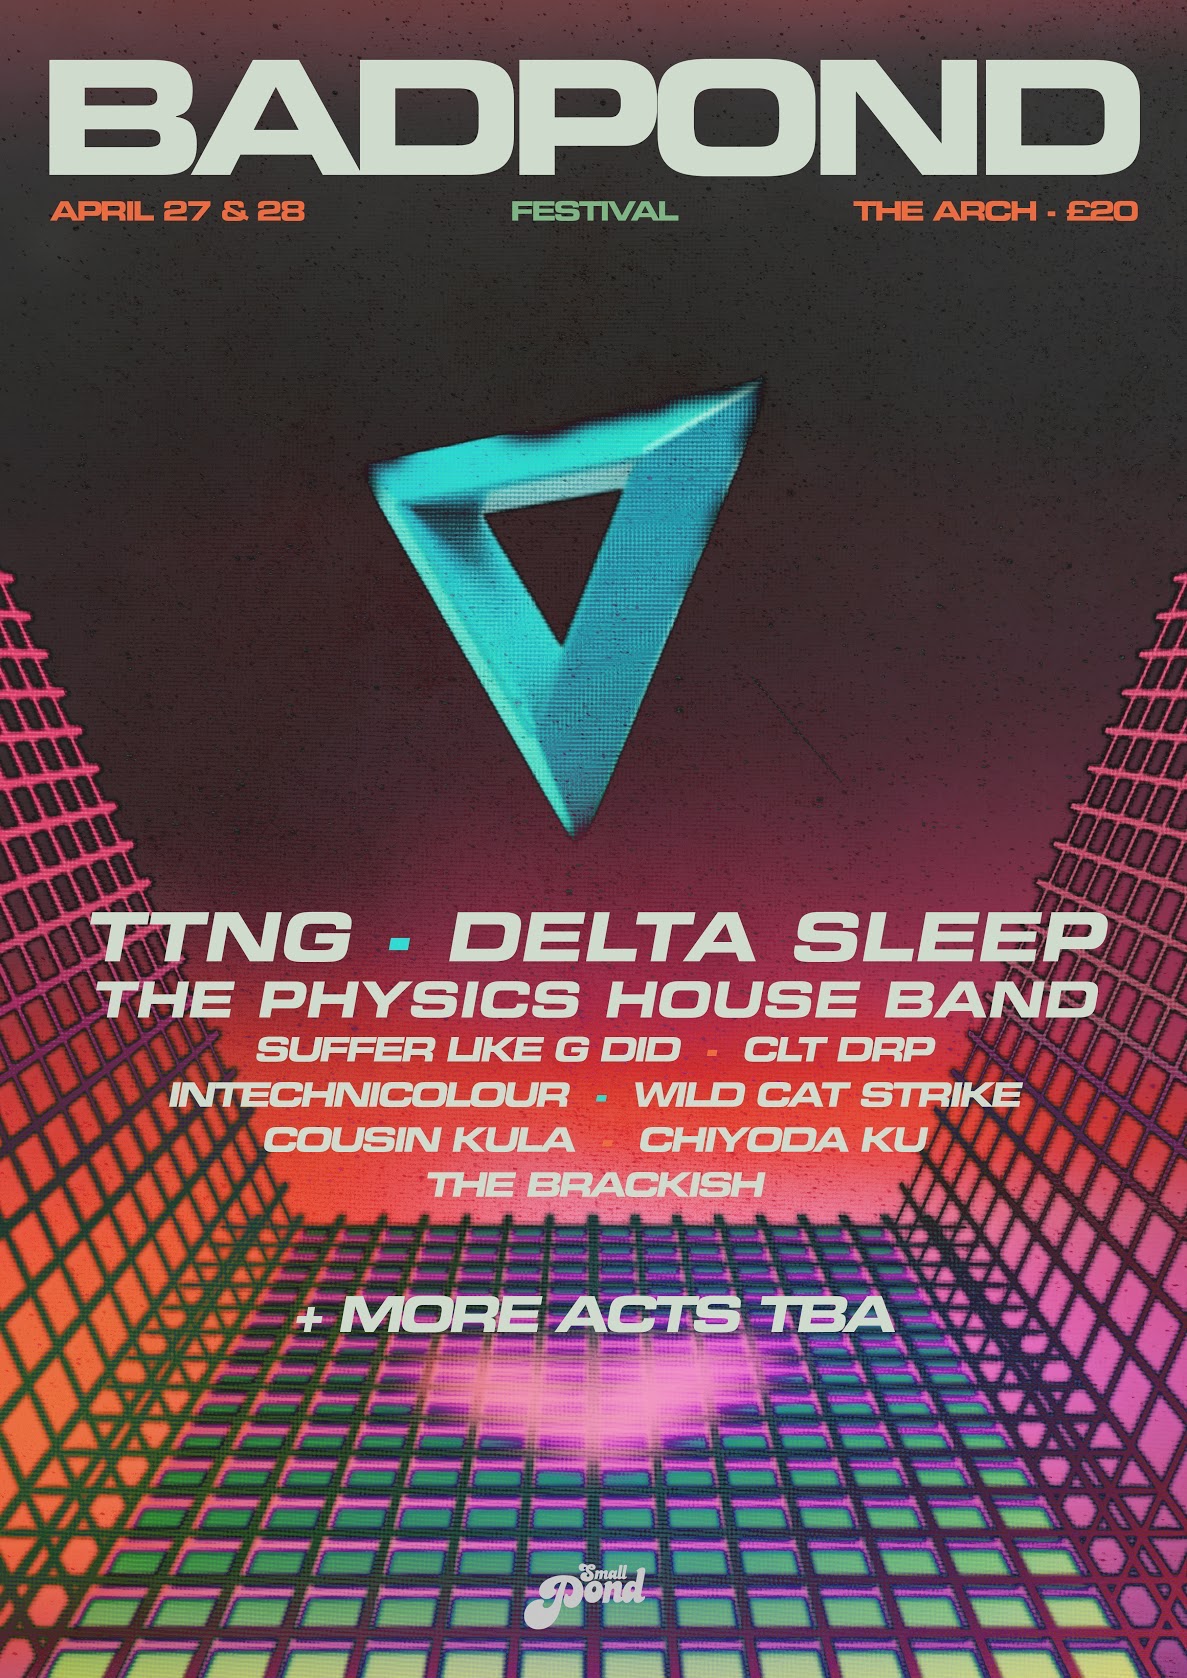 BADPOND
APRIL 27 & 28 FESTIVAL THE ARCH - £20
TTNG - DELTA SLEEP
THE PHYSICS HOUSE BAND
SUFFER LIKE G DID - CLT DRP
INTECHNICOLOUR - WILD CAT STRIKE
COUSIN KULA - CHIYODA KU
THE BRACKISH
+ MORE ACTS TBA
Small
Pond